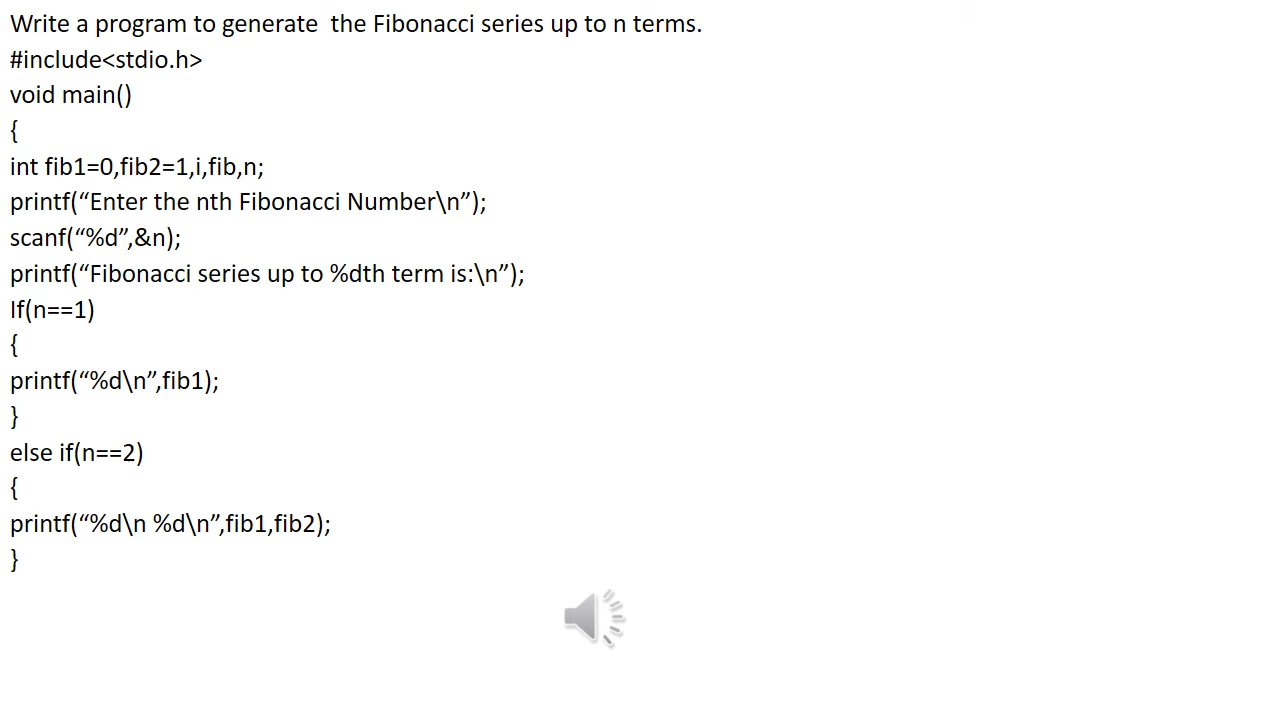 Write a program to generate  the Fibonacci series up to n terms.
#include<stdio.h>
void main()
{
int fib1=0,fib2=1,i,fib,n;
printf(“Enter the nth Fibonacci Number\n”);
scanf(“%d”,&n);
printf(“Fibonacci series up to %dth term is:\n”);
If(n==1)
{
printf(“%d\n”,fib1);
}
else if(n==2)
{
printf(“%d\n %d\n”,fib1,fib2);
}